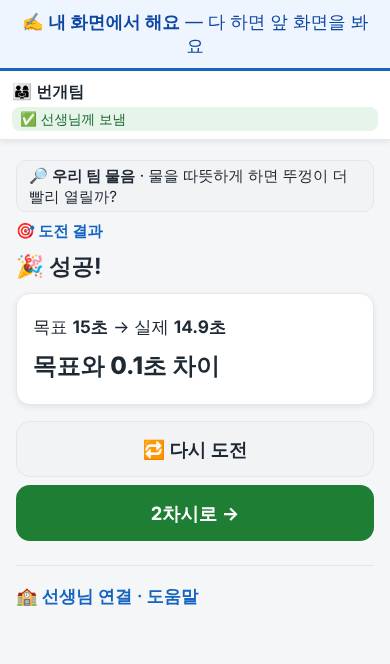 ✍️ 내 화면에서 해요 — 다 하면 앞 화면을 봐
요
👨‍👩‍👧 번개팀
✅ 선생님께 보냄
🔎 우리 팀 물음 · 물을 따뜻하게 하면 뚜껑이 더
빨리 열릴까?
🎯 도전 결과
🎉 성공!
목표 15초 → 실제 14.9초
목표와 0.1초 차이
🔁 다시 도전
2차시로 →
🏫 선생님 연결 · 도움말